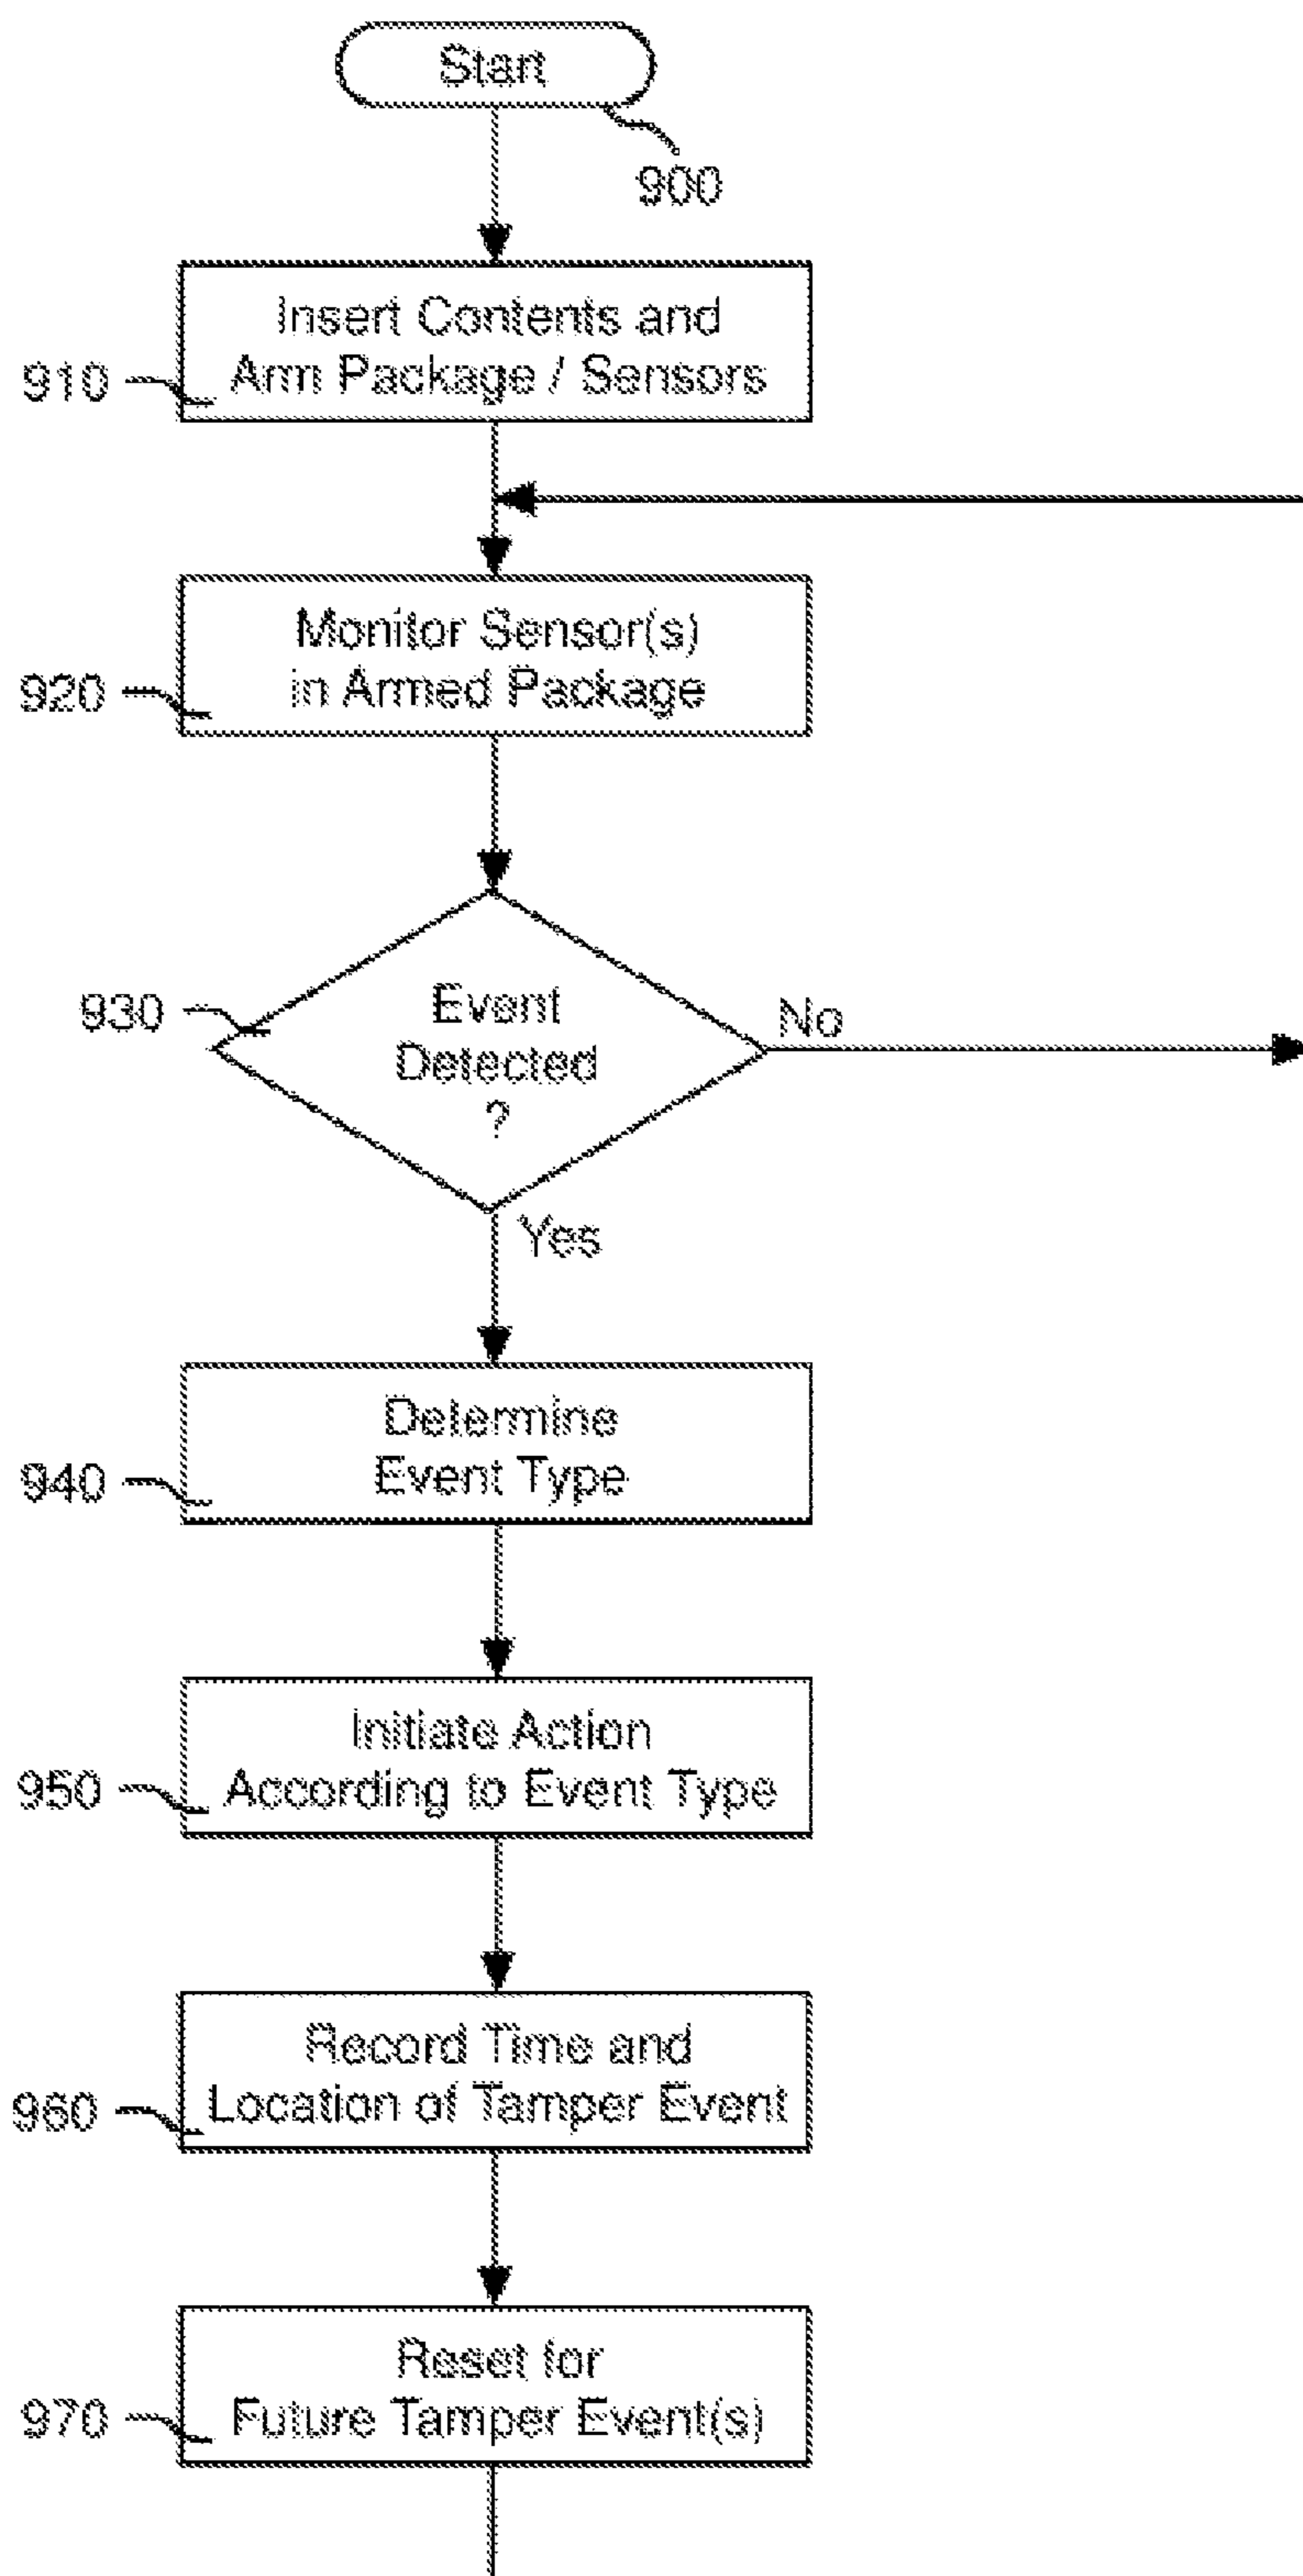 Start
900
Insert Contents and
Arm Package / Sensors
910
Monitor Sensor(s)
in Armed Package
920
Event
Detected
?
930
No
Yes
Determine
Event Type
940
Initiate Action
According to Event Type
950
Record Time and
Location of Tamper Event
960
Reset for
Future Tamper Event(s)
970